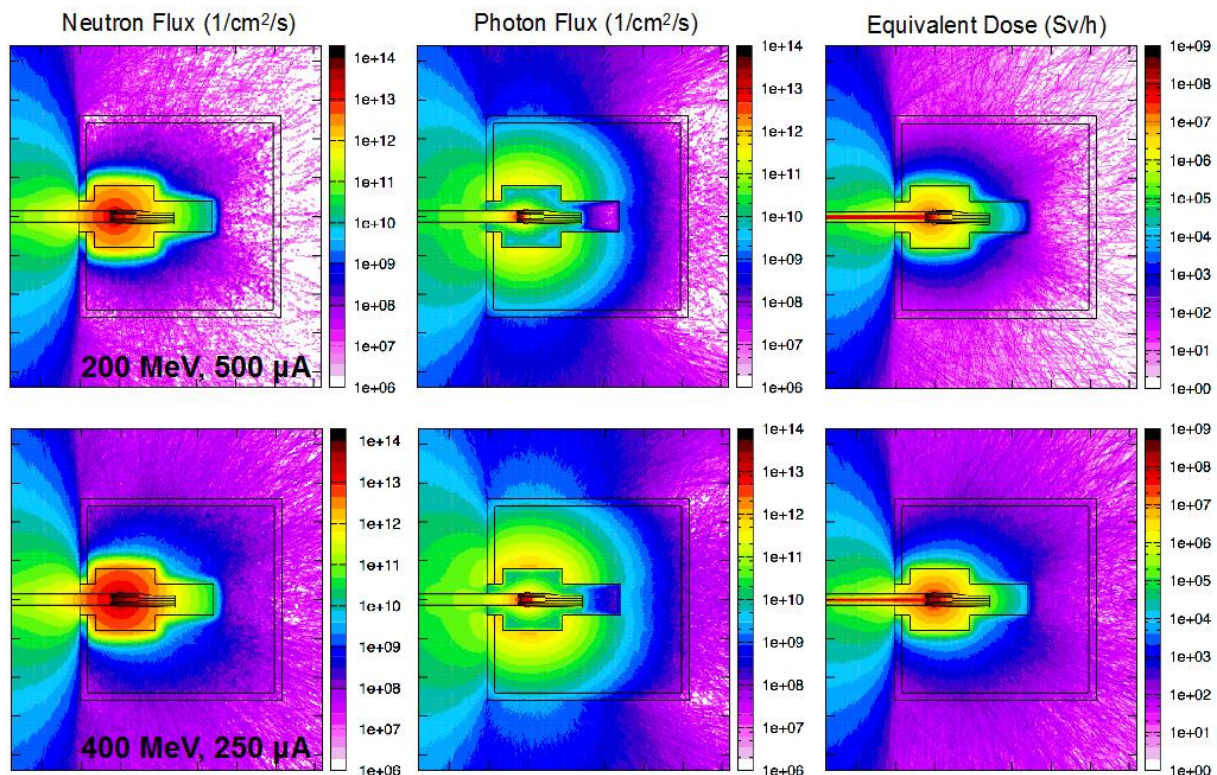 Neutron Flux (1/cm²/s) Photon Flux (1/cm²/s) Equivalent Dose (Sv/h)
1e+14 1e+14 1e+09
1e+13 1e+13 1e+08
1e+12 1e+12 1e+07
1e+11 1e+11 1e+06
1e+10 1e+10 1e+05
1e+09 1e+09 1e+04
1e+08 1e+08 1e+03
1e+07 1e+07 1e+02
1e+06 1e+06 1e+01
1e+00
200 MeV, 500 µA
1e+14 1e+14 1e+09
1e+13 1e+13 1e+08
1e+12 1e+12 1e+07
1e+11 1e+11 1e+06
1e+10 1e+10 1e+05
1e+09 1e+09 1e+04
1e+08 1e+08 1e+03
1e+07 1e+07 1e+02
1e+06 1e+06 1e+01
1e+00
400 MeV, 250 µA